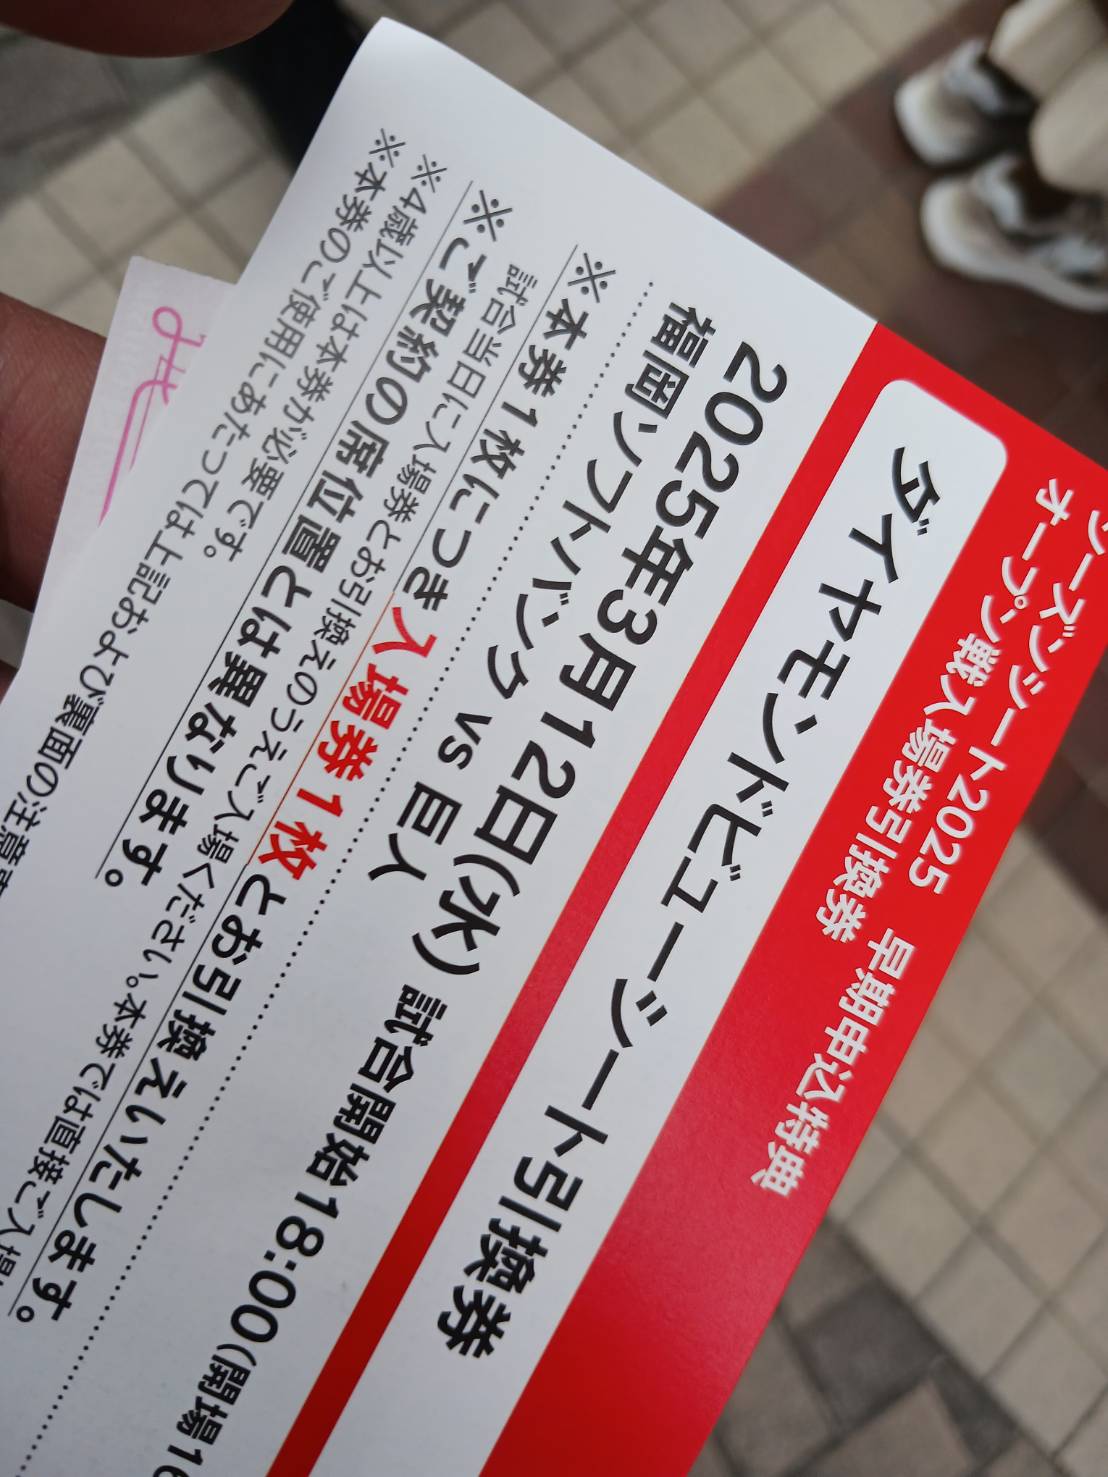 シーズンシート2025 早期申込特典
オープン戦入場券引換券
ダイヤモンドビューシート引換券
2025年3月12日(水) 試合開始18:00(開場16
福岡ソフトバンク vs 巨人
※本券1枚につき入場券1枚とお引換えいたします。
試合当日に入場券とお引換えのうえご入場ください。本券では直接ご入場
※ご契約の席位置とは異なります。
※4歳以上は本券が必要です。
※本券のご使用にあたっては上記および裏面の注意事